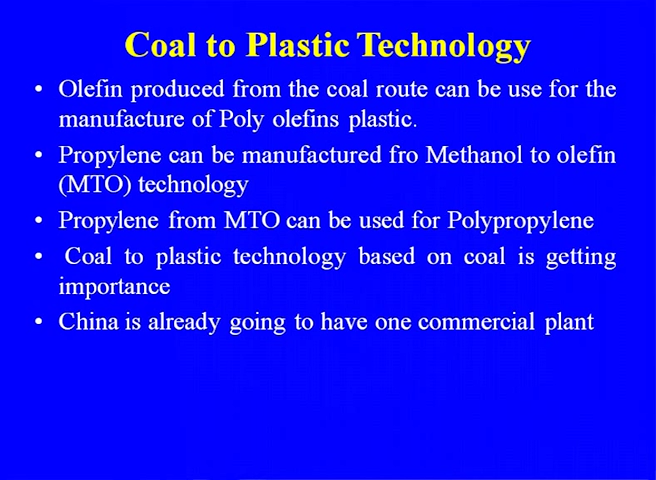 Coal to Plastic Technology
• Olefin produced from the coal route can be use for the
manufacture of Poly olefins plastic.
• Propylene can be manufactured fro Methanol to olefin
(MTO) technology
• Propylene from MTO can be used for Polypropylene
• Coal to plastic technology based on coal is getting
importance
• China is already going to have one commercial plant